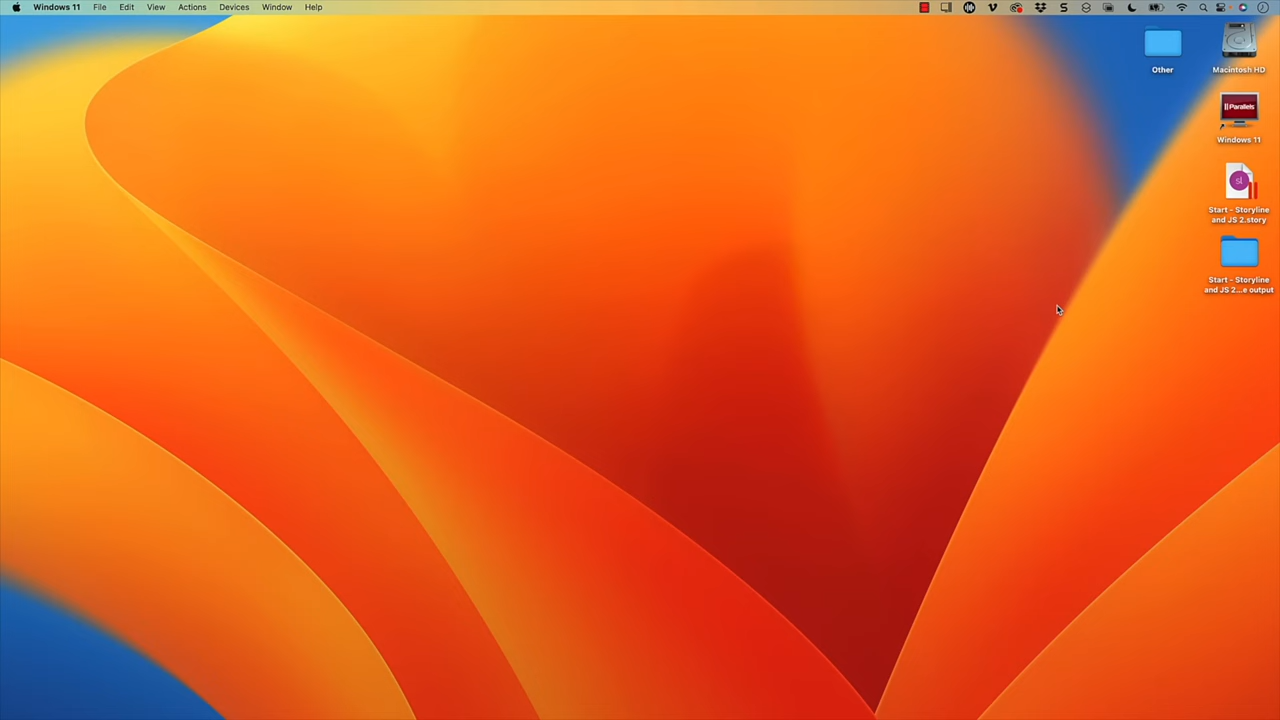 Windows 11 File Edit View Actions Devices Window Help
Other
Macintosh HD
Parallels
Windows 11
sl
Start - Storyline
and JS 2.story
Start - Storyline
and JS 2...e output